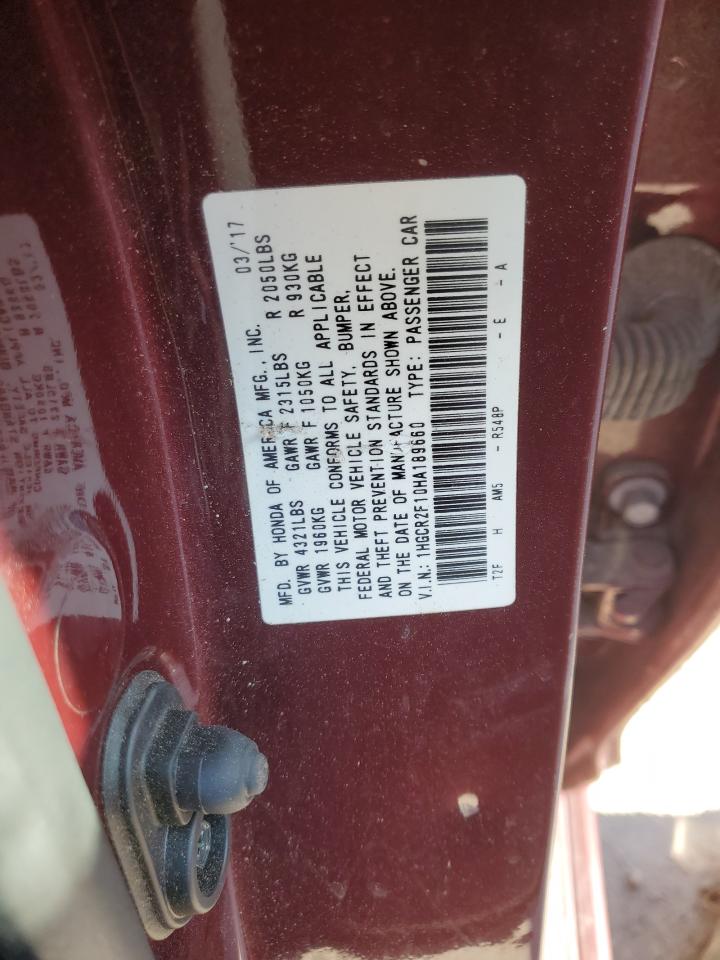 MFD. BY HONDA OF AMERICA MFG., INC. 03/'17
GVWR 4321LBS GAWR F 2315LBS R 2050LBS
GVWR 1960KG GAWR F 1050KG R 930KG
THIS VEHICLE CONFORMS TO ALL APPLICABLE
FEDERAL MOTOR VEHICLE SAFETY, BUMPER,
AND THEFT PREVENTION STANDARDS IN EFFECT
ON THE DATE OF MANUFACTURE SHOWN ABOVE.
V.I.N.: 1HGCR2F10HA189660 TYPE: PASSENGER CAR
T2F H AM5 - R548P - E - A